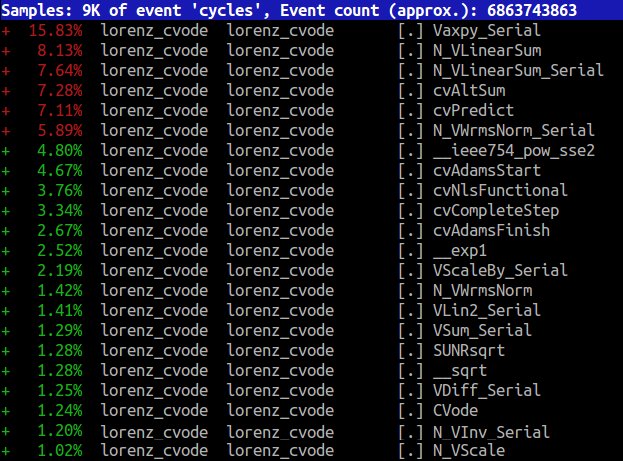 Samples: 9K of event 'cycles', Event count (approx.): 6863743863
+ 15.83% lorenz_cvode lorenz_cvode [.] Vaxpy_Serial
+ 8.13% lorenz_cvode lorenz_cvode [.] N_VLinearSum
+ 7.64% lorenz_cvode lorenz_cvode [.] N_VLinearSum_Serial
+ 7.28% lorenz_cvode lorenz_cvode [.] cvAltSum
+ 7.11% lorenz_cvode lorenz_cvode [.] cvPredict
+ 5.89% lorenz_cvode lorenz_cvode [.] N_VWrmsNorm_Serial
+ 4.80% lorenz_cvode lorenz_cvode [.] __ieee754_pow_sse2
+ 4.67% lorenz_cvode lorenz_cvode [.] cvAdamsStart
+ 3.76% lorenz_cvode lorenz_cvode [.] cvNlsFunctional
+ 3.34% lorenz_cvode lorenz_cvode [.] cvCompleteStep
+ 2.67% lorenz_cvode lorenz_cvode [.] cvAdamsFinish
+ 2.52% lorenz_cvode lorenz_cvode [.] __exp1
+ 2.19% lorenz_cvode lorenz_cvode [.] VScaleBy_Serial
+ 1.42% lorenz_cvode lorenz_cvode [.] N_VWrmsNorm
+ 1.41% lorenz_cvode lorenz_cvode [.] VLin2_Serial
+ 1.29% lorenz_cvode lorenz_cvode [.] VSum_Serial
+ 1.28% lorenz_cvode lorenz_cvode [.] SUNRsqrt
+ 1.28% lorenz_cvode lorenz_cvode [.] __sqrt
+ 1.25% lorenz_cvode lorenz_cvode [.] VDiff_Serial
+ 1.24% lorenz_cvode lorenz_cvode [.] CVode
+ 1.20% lorenz_cvode lorenz_cvode [.] N_VInv_Serial
+ 1.02% lorenz_cvode lorenz_cvode [.] N_VScale